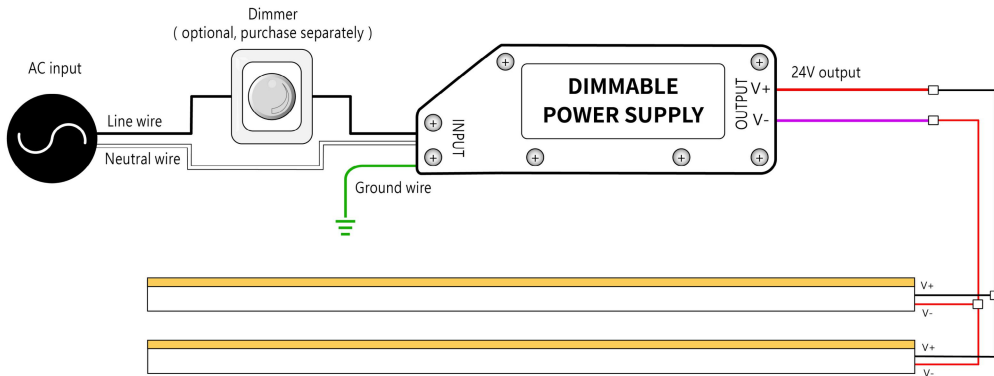 Dimmer
( optional, purchase separately )
AC input
Line wire
Neutral wire
Ground wire
INPUT
DIMMABLE
POWER SUPPLY
OUTPUT
V+
V-
24V output
V+
V-
V+
V-